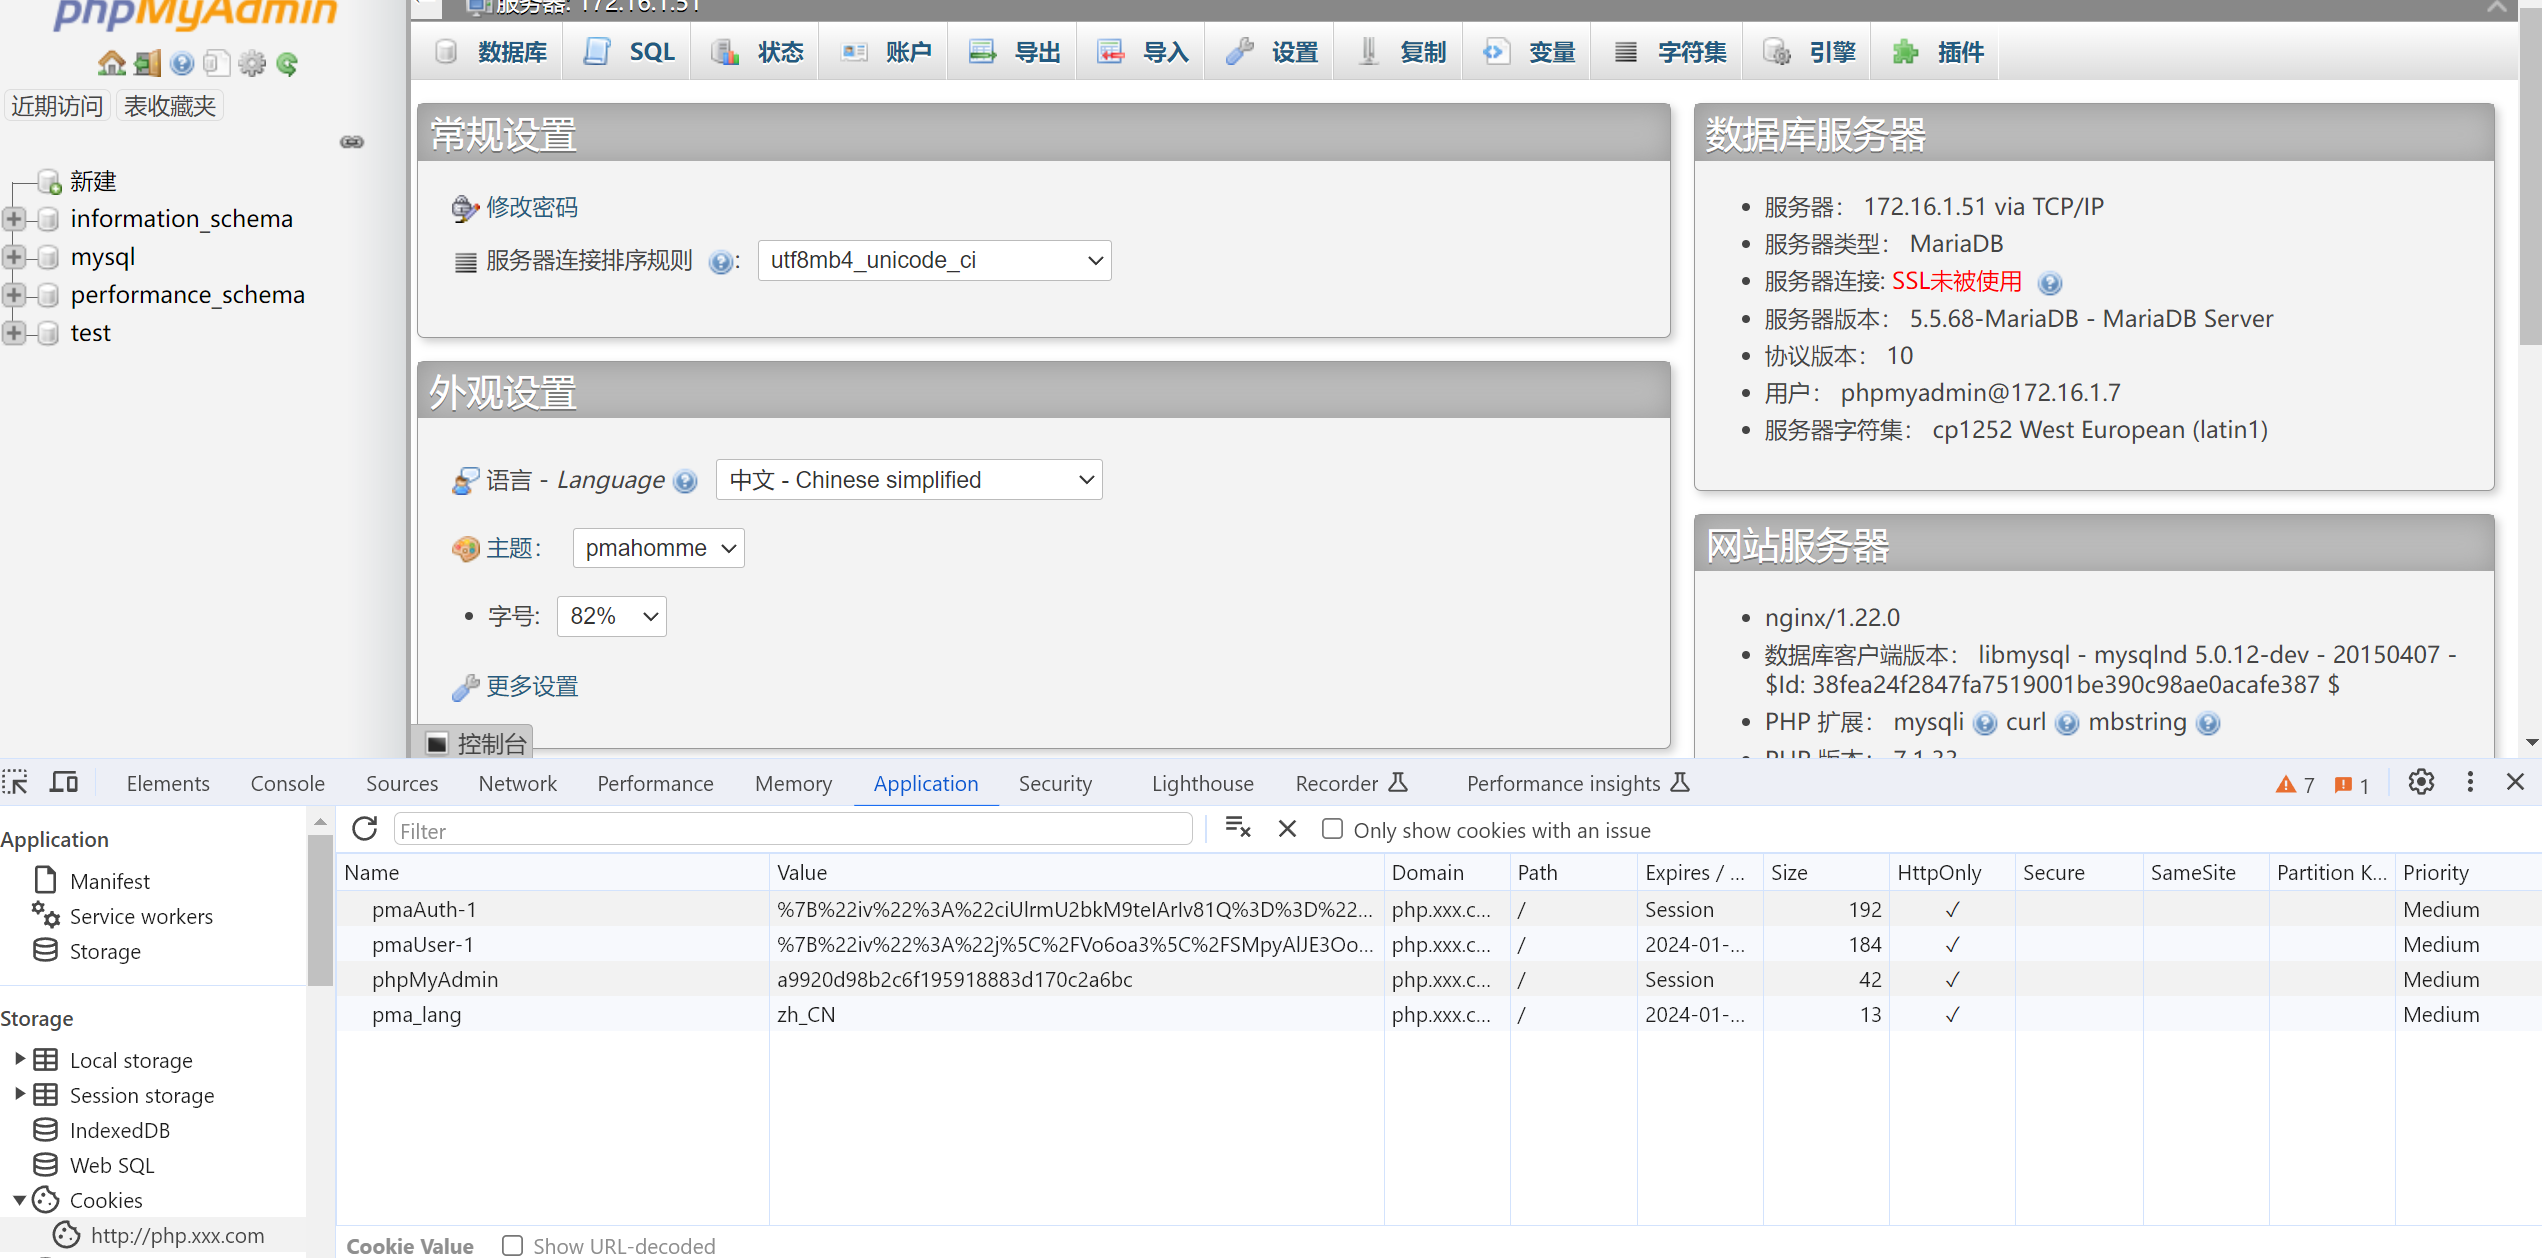 phpMyAdmin
近期访问 表收藏夹
新建
information_schema
mysql
performance_schema
test
服务器: 172.16.1.51
数据库 SQL 状态 账户 导出 导入 设置 复制 变量 字符集 引擎 插件
常规设置
修改密码
服务器连接排序规则 : utf8mb4_unicode_ci
外观设置
语言 - Language 中文 - Chinese simplified
主题： pmahomme
• 字号: 82%
更多设置
控制台
数据库服务器
• 服务器： 172.16.1.51 via TCP/IP
• 服务器类型： MariaDB
• 服务器连接: SSL未被使用
• 服务器版本： 5.5.68-MariaDB - MariaDB Server
• 协议版本： 10
• 用户： phpmyadmin@172.16.1.7
• 服务器字符集： cp1252 West European (latin1)
网站服务器
• nginx/1.22.0
• 数据库客户端版本： libmysql - mysqlnd 5.0.12-dev - 20150407 -
$Id: 38fea24f2847fa7519001be390c98ae0acafe387 $
• PHP 扩展： mysqli curl mbstring
• PHP 版本： 7.1.33
Elements Console Sources Network Performance Memory Application Security Lighthouse Recorder Performance insights 7 1
Application
Manifest
Service workers
Storage
Storage
Local storage
Session storage
IndexedDB
Web SQL
Cookies
http://php.xxx.com
Filter Only show cookies with an issue
Name Value Domain Path Expires / ... Size HttpOnly Secure SameSite Partition K... Priority
pmaAuth-1 %7B%22iv%22%3A%22ciUlrmU2bkM9teIArIv81Q%3D%3D%22... php.xxx.c... / Session 192 ✓ Medium
pmaUser-1 %7B%22iv%22%3A%22j%5C%2FVo6oa3%5C%2FSMpyAlJE3Oo... php.xxx.c... / 2024-01-... 184 ✓ Medium
phpMyAdmin a9920d98b2c6f195918883d170c2a6bc php.xxx.c... / Session 42 ✓ Medium
pma_lang zh_CN php.xxx.c... / 2024-01-... 13 ✓ Medium
Cookie Value Show URL-decoded